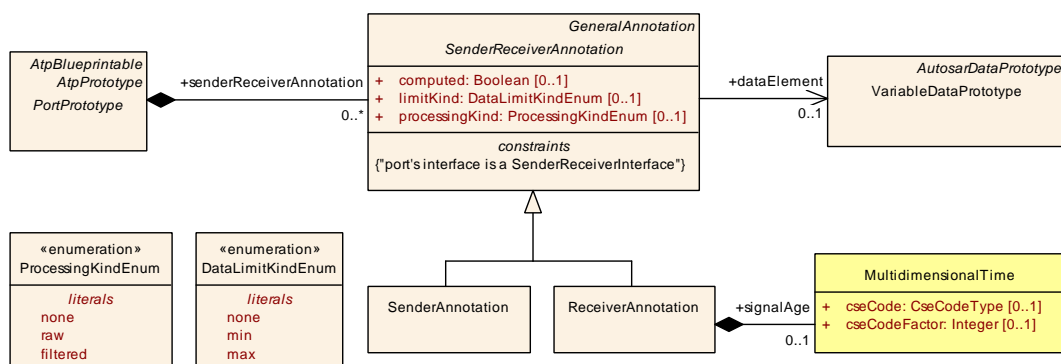 AtpBlueprintable
AtpPrototype
PortPrototype
+senderReceiverAnnotation
0..*
GeneralAnnotation
SenderReceiverAnnotation
+ computed: Boolean [0..1]
+ limitKind: DataLimitKindEnum [0..1]
+ processingKind: ProcessingKindEnum [0..1]
constraints
{"port's interface is a SenderReceiverInterface"}
+dataElement
0..1
AutosarDataPrototype
VariableDataPrototype
«enumeration»
ProcessingKindEnum
literals
none
raw
filtered
«enumeration»
DataLimitKindEnum
literals
none
min
max
SenderAnnotation
ReceiverAnnotation
+signalAge
0..1
MultidimensionalTime
+ cseCode: CseCodeType [0..1]
+ cseCodeFactor: Integer [0..1]